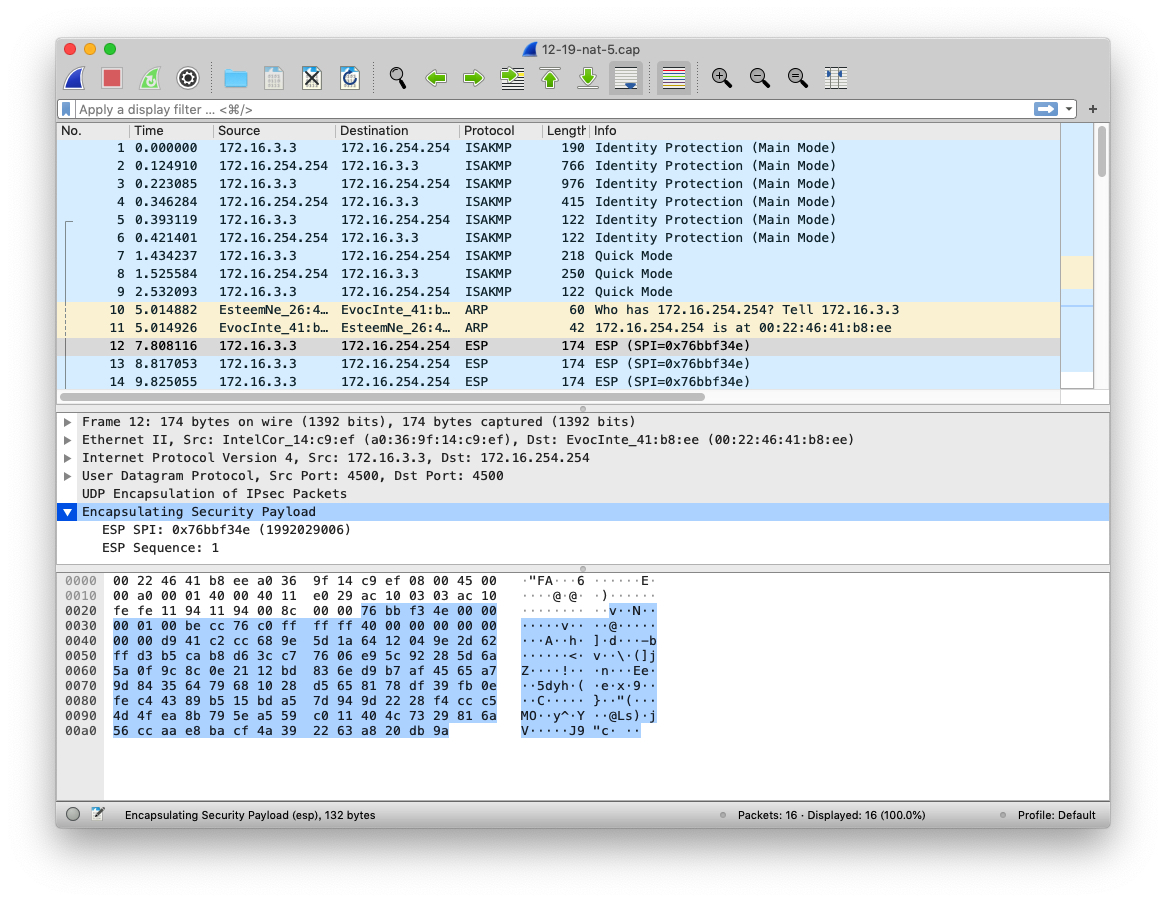 12-19-nat-5.cap
Apply a display filter … <⌘/>
+
No. Time Source Destination Protocol Length Info
1 0.000000 172.16.3.3 172.16.254.254 ISAKMP 190 Identity Protection (Main Mode)
2 0.124910 172.16.254.254 172.16.3.3 ISAKMP 766 Identity Protection (Main Mode)
3 0.223085 172.16.3.3 172.16.254.254 ISAKMP 976 Identity Protection (Main Mode)
4 0.346284 172.16.254.254 172.16.3.3 ISAKMP 415 Identity Protection (Main Mode)
5 0.393119 172.16.3.3 172.16.254.254 ISAKMP 122 Identity Protection (Main Mode)
6 0.421401 172.16.254.254 172.16.3.3 ISAKMP 122 Identity Protection (Main Mode)
7 1.434237 172.16.3.3 172.16.254.254 ISAKMP 218 Quick Mode
8 1.525584 172.16.254.254 172.16.3.3 ISAKMP 250 Quick Mode
9 2.532093 172.16.3.3 172.16.254.254 ISAKMP 122 Quick Mode
10 5.014882 EsteemNe_26:4… EvocInte_41:b… ARP 60 Who has 172.16.254.254? Tell 172.16.3.3
11 5.014926 EvocInte_41:b… EsteemNe_26:4… ARP 42 172.16.254.254 is at 00:22:46:41:b8:ee
12 7.808116 172.16.3.3 172.16.254.254 ESP 174 ESP (SPI=0x76bbf34e)
13 8.817053 172.16.3.3 172.16.254.254 ESP 174 ESP (SPI=0x76bbf34e)
14 9.825055 172.16.3.3 172.16.254.254 ESP 174 ESP (SPI=0x76bbf34e)
Frame 12: 174 bytes on wire (1392 bits), 174 bytes captured (1392 bits)
Ethernet II, Src: IntelCor_14:c9:ef (a0:36:9f:14:c9:ef), Dst: EvocInte_41:b8:ee (00:22:46:41:b8:ee)
Internet Protocol Version 4, Src: 172.16.3.3, Dst: 172.16.254.254
User Datagram Protocol, Src Port: 4500, Dst Port: 4500
UDP Encapsulation of IPsec Packets
Encapsulating Security Payload
ESP SPI: 0x76bbf34e (1992029006)
ESP Sequence: 1
0000 00 22 46 41 b8 ee a0 36 9f 14 c9 ef 08 00 45 00 ·"FA···6 ······E·
0010 00 a0 00 01 40 00 40 11 e0 29 ac 10 03 03 ac 10 ····@·@· ·)······
0020 fe fe 11 94 11 94 00 8c 00 00 76 bb f3 4e 00 00 ········ ··v··N··
0030 00 01 00 be cc 76 c0 ff ff ff 40 00 00 00 00 00 ·····v·· ··@·····
0040 00 00 d9 41 c2 cc 68 9e 5d 1a 64 12 04 9e 2d 62 ···A··h· ]·d···-b
0050 ff d3 b5 ca b8 d6 3c c7 76 06 e9 5c 92 28 5d 6a ······<· v··\·(]j
0060 5a 0f 9c 8c 0e 21 12 bd 83 6e d9 b7 af 45 65 a7 Z····!·· ·n···Ee·
0070 9d 84 35 64 79 68 10 28 d5 65 81 78 df 39 fb 0e ··5dyh·( ·e·x·9··
0080 fe c4 43 89 b5 15 bd a5 7d 94 9d 22 28 f4 cc c5 ··C····· }··"(···
0090 4d 4f ea 8b 79 5e a5 59 c0 11 40 4c 73 29 81 6a MO··y^·Y ··@Ls)·j
00a0 56 cc aa e8 ba cf 4a 39 22 63 a8 20 db 9a V·····J9 "c· ··
Encapsulating Security Payload (esp), 132 bytes Packets: 16 · Displayed: 16 (100.0%) Profile: Default